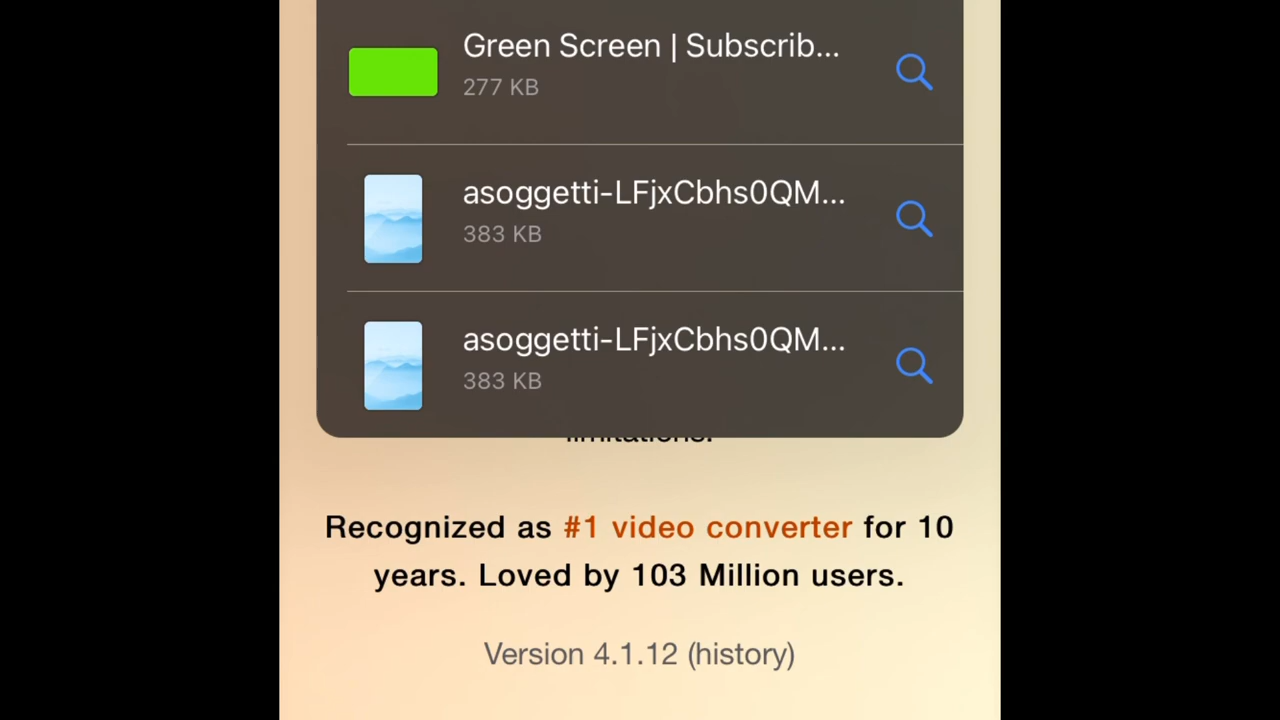 Green Screen | Subscrib...
277 KB
asoggetti-LFjxCbhs0QM...
383 KB
asoggetti-LFjxCbhs0QM...
383 KB
limitations.
Recognized as #1 video converter for 10
years. Loved by 103 Million users.
Version 4.1.12 (history)